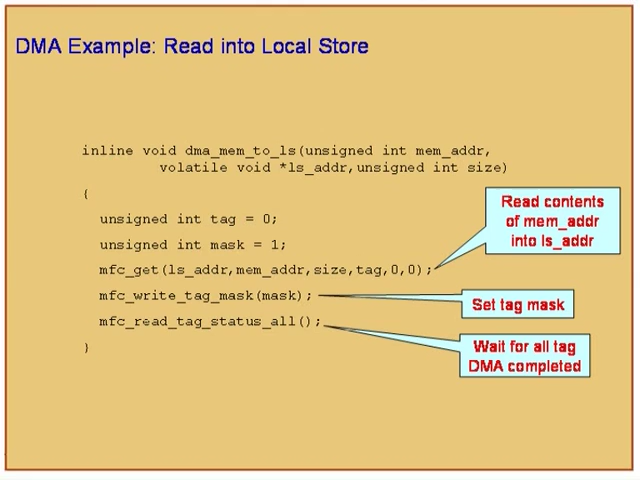 DMA Example: Read into Local Store
inline void dma_mem_to_ls(unsigned int mem_addr,
volatile void *ls_addr,unsigned int size)
{
unsigned int tag = 0;
unsigned int mask = 1;
mfc_get(ls_addr,mem_addr,size,tag,0,0);
mfc_write_tag_mask(mask);
mfc_read_tag_status_all();
}
Read contents
of mem_addr
into ls_addr
Set tag mask
Wait for all tag
DMA completed